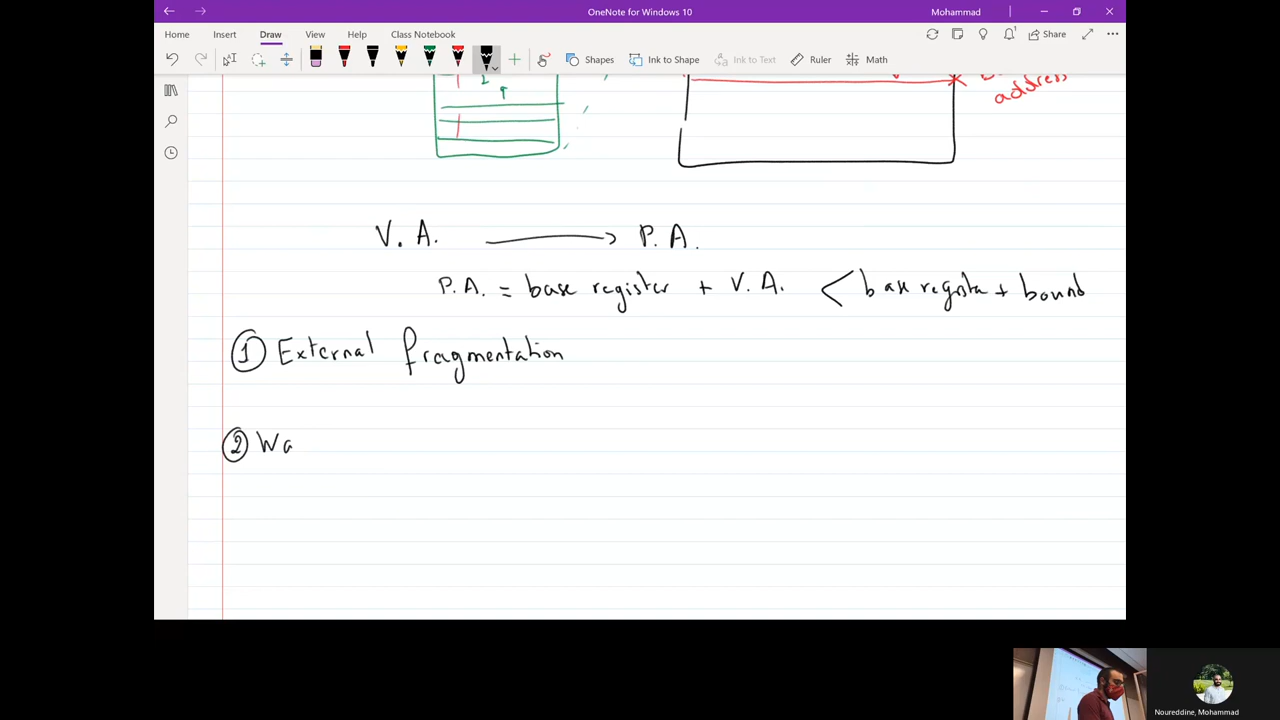 OneNote for Windows 10
Mohammad
Home Insert Draw View Help Class Notebook
Share
Shapes Ink to Shape Ink to Text Ruler Math
address
V. A. P. A.
P.A. = base register + V. A. < base register + bound
1 External fragmentation
2 Wa
Noureddine, Mohammad